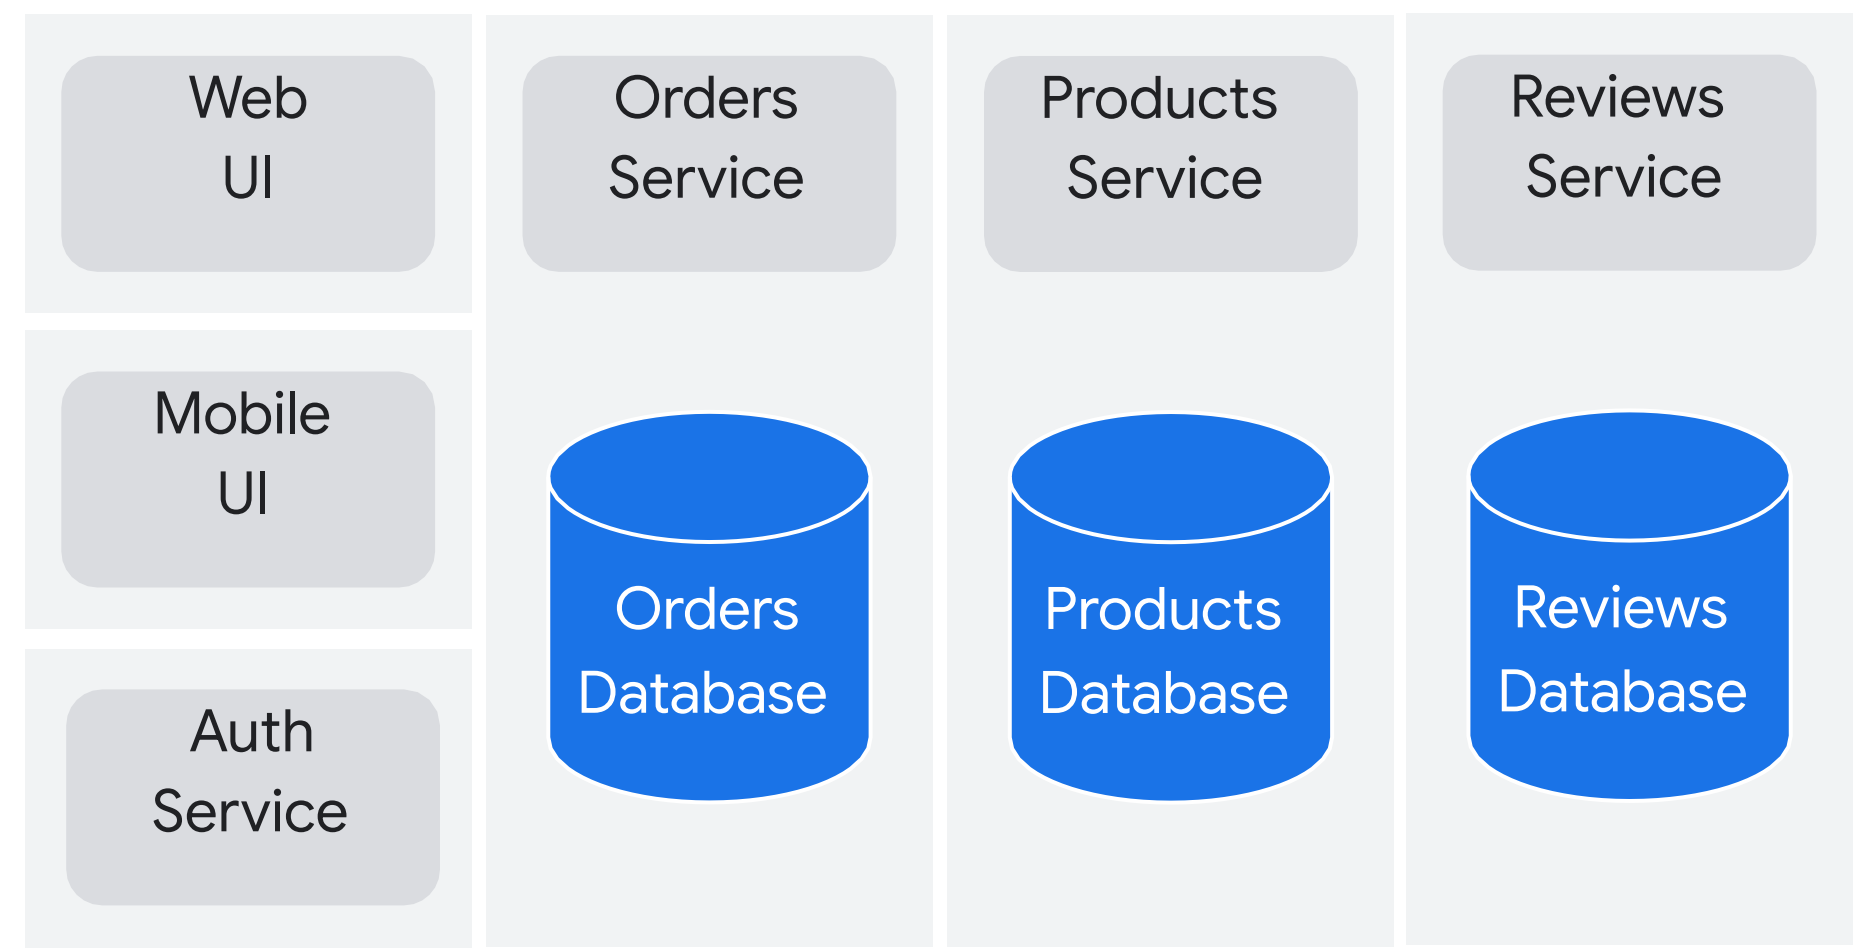 Web
UI
Mobile
UI
Auth
Service
Orders
Service
Orders
Database
Products
Service
Products
Database
Reviews
Service
Reviews
Database